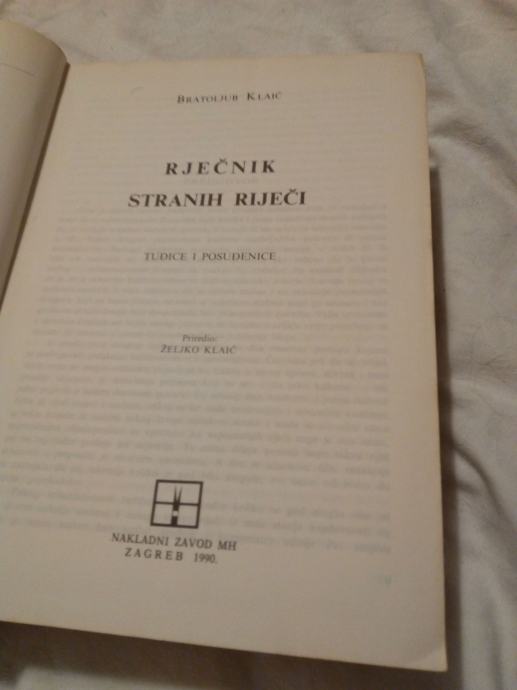 BRATOLJUB KLAIĆ
RJEČNIK
STRANIH RIJEČI
TUĐICE I POSUĐENICE
Priredio:
ŽELJKO KLAIĆ
NAKLADNI ZAVOD MH
ZAGREB 1990.